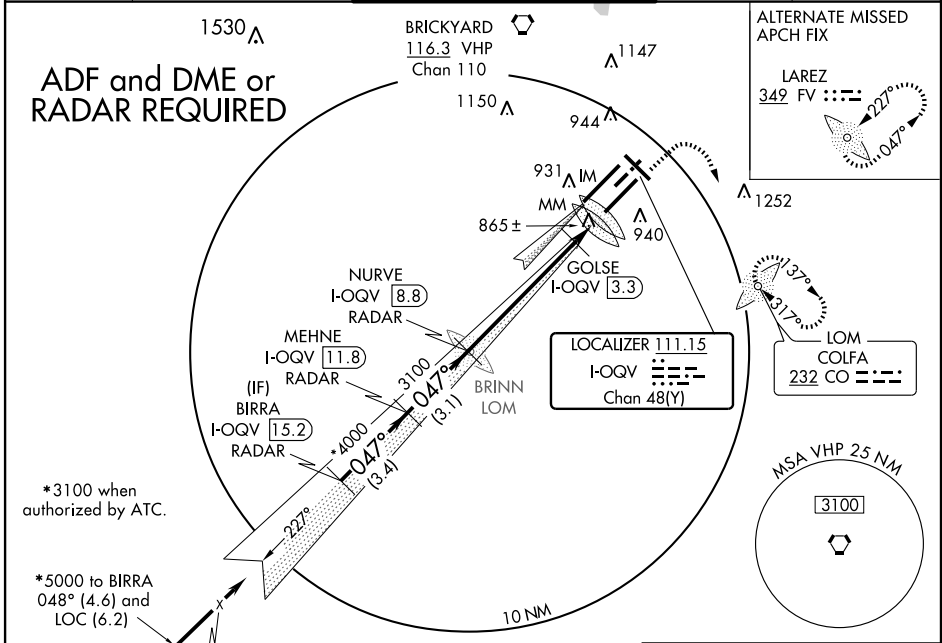 1530
ADF and DME or
RADAR REQUIRED
BRICKYARD
116.3 VHP
Chan 110
1147
1150
944
ALTERNATE MISSED
APCH FIX
LAREZ
349 FV
227°
047°
931
IM
MM
865±
940
1252
GOLSE
I-OQV 3.3
NURVE
I-OQV 8.8
RADAR
MEHNE
I-OQV 11.8
RADAR
(IF)
BIRRA
I-OQV 15.2
RADAR
3100
047°
(3.1)
*4000
047°
(3.4)
BRINN
LOM
137°
317°
LOCALIZER 111.15
I-OQV
Chan 48(Y)
LOM
COLFA
232 CO
*3100 when
authorized by ATC.
227°
MSA VHP 25 NM
3100
*5000 to BIRRA
048° (4.6) and
LOC (6.2)
x
10 NM